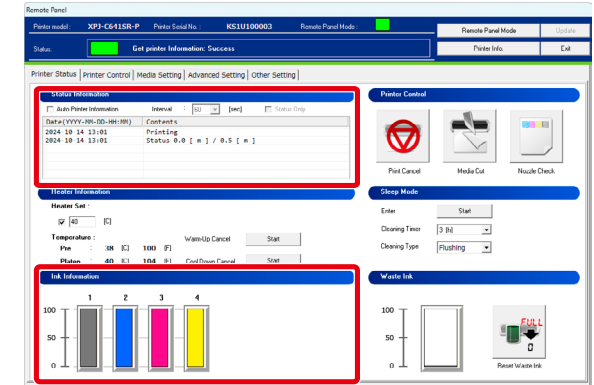 Remote Panel
Printer model : XPJ-C641SR-P Printer Serial No. : KS1U100003 Remote Panel Mode :
Remote Panel Mode Update
Status: Get printer Information: Success
Printer Info. Exit
Printer Status Printer Control Media Setting Advanced Setting Other Setting
Status Information
Auto Printer Information Interval : 60 [sec] Status Only
Date(YYYY-MM-DD-HH:MM) Contents
2024-10-14 13:01 Printing
2024-10-14 13:01 Status 0.0 [ m ] / 0.5 [ m ]
Printer Control
Print Cancel Media Cut Nozzle Check
Heater Information
Heater Set :
40 [C]
Temperature : Warm-Up Cancel Start
Pre : 38 [C] 100 [F]
Platen : 40 [C] 104 [F] Cool Down Cancel Start
Sleep Mode
Enter Start
Cleaning Timer 3 [h]
Cleaning Type Flushing
Ink Information
1 2 3 4
100
50
0
Waste Ink
100
50
0
FULL
0
Reset Waste Ink